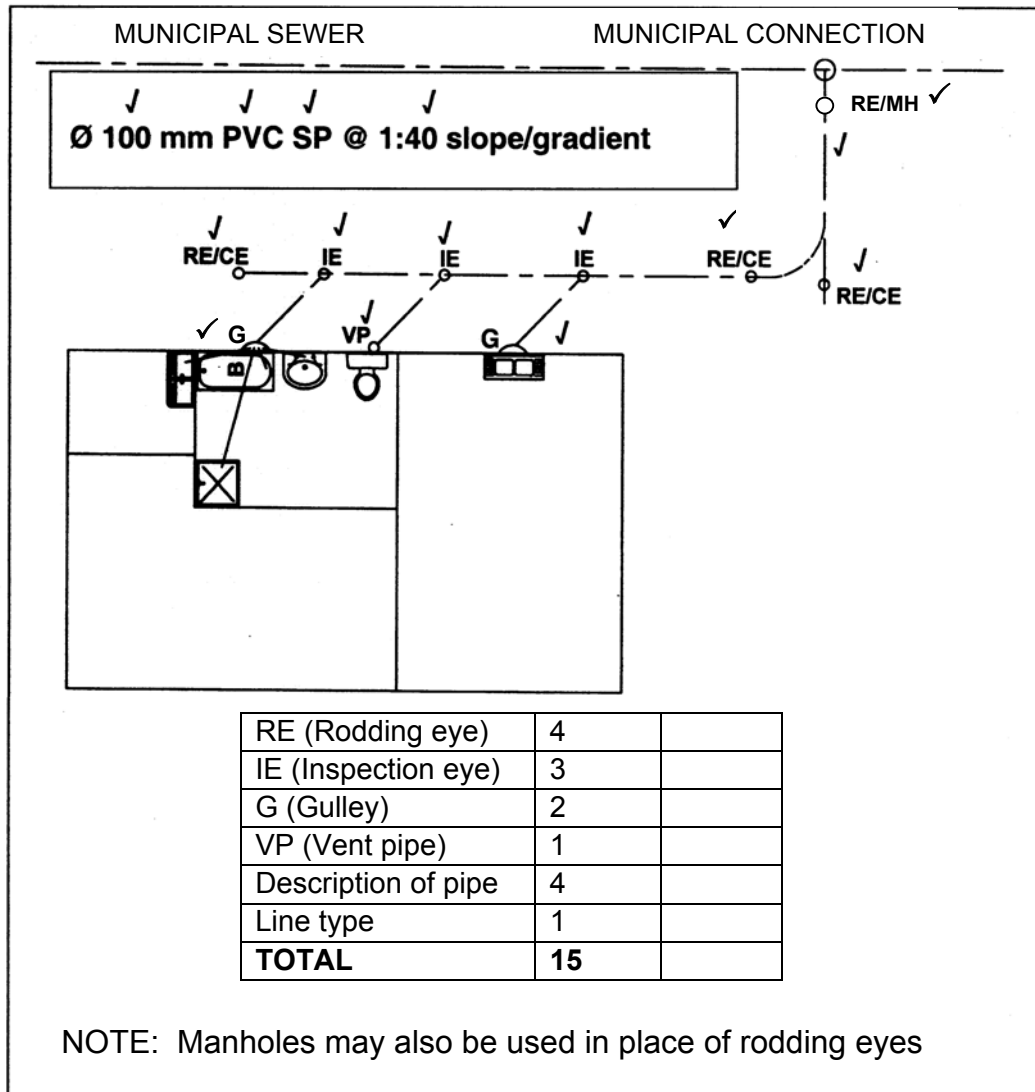 MUNICIPAL SEWER MUNICIPAL CONNECTION
RE/MH ✓
✓ ✓ ✓ ✓
Ø 100 mm PVC SP @ 1:40 slope/gradient
✓
✓ ✓ ✓ ✓ ✓
RE/CE IE IE IE RE/CE
✓
RE/CE
✓ G VP ✓ G ✓
B
RE (Rodding eye) 4
IE (Inspection eye) 3
G (Gulley) 2
VP (Vent pipe) 1
Description of pipe 4
Line type 1
TOTAL 15
NOTE: Manholes may also be used in place of rodding eyes